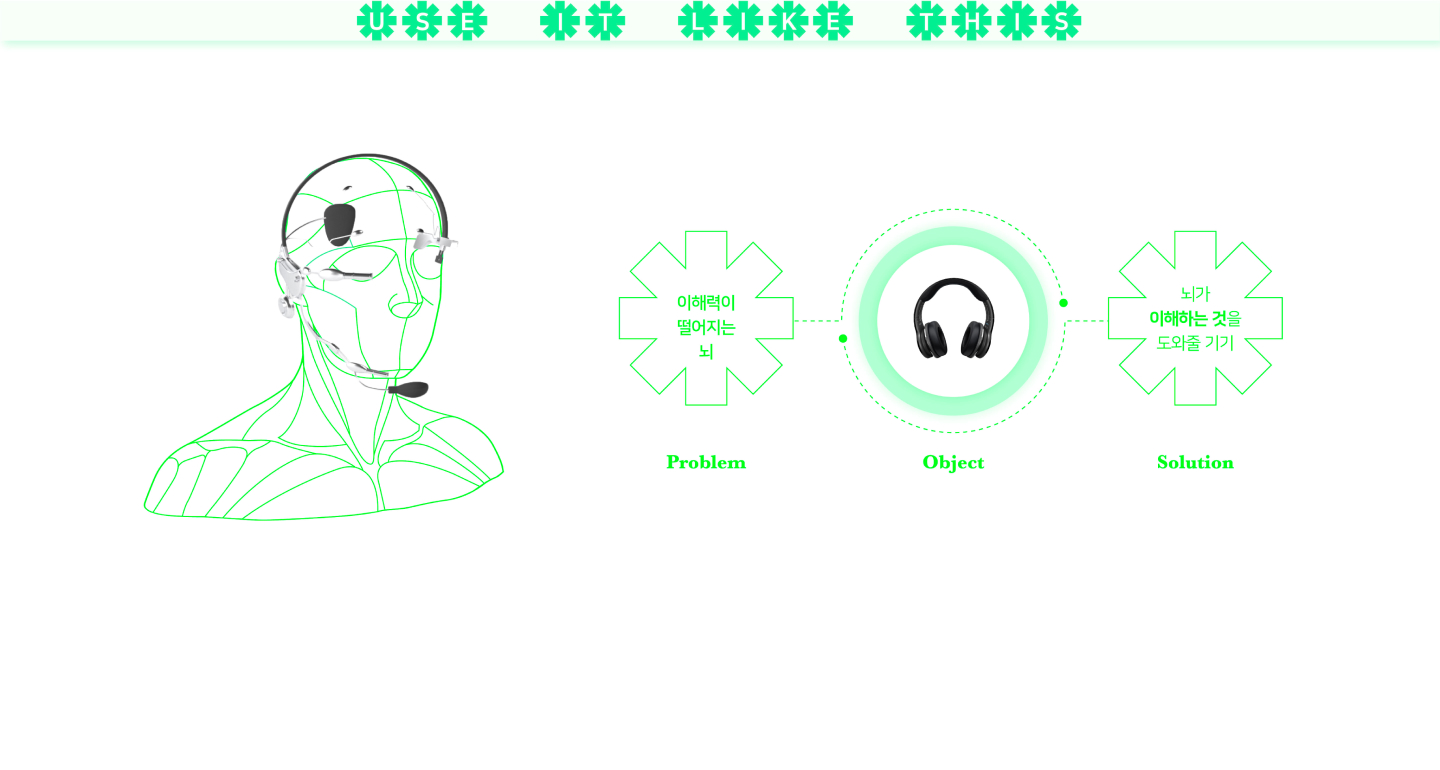 USE IT LIKE THIS
이해력이
떨어지는
뇌
뇌가
이해하는 것을
도와줄 기기
Problem
Object
Solution